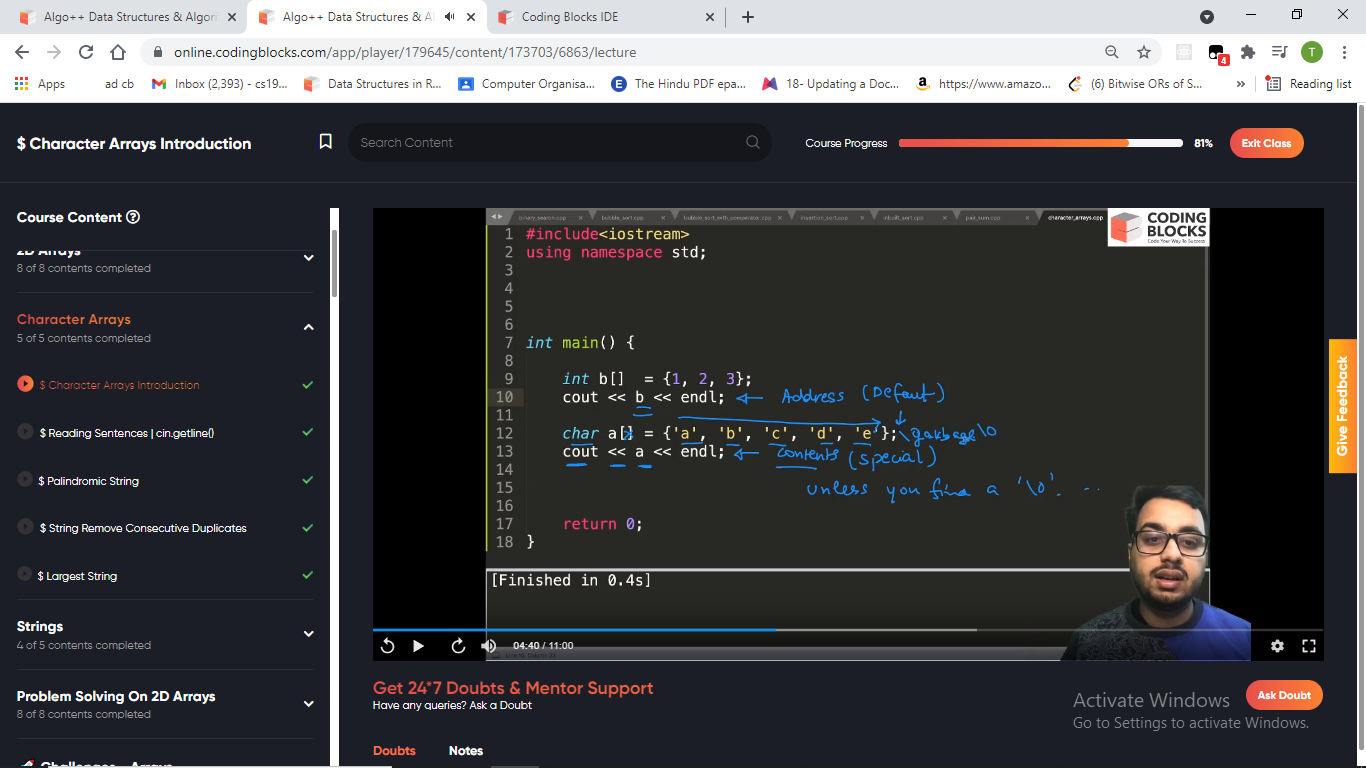 Algo++ Data Structures & Algori
Algo++ Data Structures & Al
Coding Blocks IDE
online.codingblocks.com/app/player/179645/content/173703/6863/lecture
4
T
Apps
ad cb
Inbox (2,393) - cs19...
Data Structures in R...
Computer Organisa...
The Hindu PDF epa...
18- Updating a Doc...
https://www.amazo...
(6) Bitwise ORs of S...
»
Reading list
$ Character Arrays Introduction
Search Content
Course Progress
81%
Exit Class
Course Content
2D Arrays
8 of 8 contents completed
Character Arrays
5 of 5 contents completed
$ Character Arrays Introduction
$ Reading Sentences | cin.getline()
$ Palindromic String
$ String Remove Consecutive Duplicates
$ Largest String
Strings
4 of 5 contents completed
Problem Solving On 2D Arrays
8 of 8 contents completed
Challenges - Arrays
binary_search.cpp
bubble_sort.cpp
bubble_sort_with_comparator.cpp
insertion_sort.cpp
inbuilt_sort.cpp
pair_sum.cpp
character_arrays.cpp
CODING
BLOCKS
Code Your Way To Success
1 #include<iostream>
2 using namespace std;
3
4
5
6
7 int main() {
8
9 int b[] = {1, 2, 3};
10 cout << b << endl; Address (Default)
11
12 char a[] = {'a', 'b', 'c', 'd', 'e'}; \garbage\0
13 cout << a << endl; contents (special)
14
15 unless you find a '\0'. ...
16
17 return 0;
18 }
[Finished in 0.4s]
04:40 / 11:00
Give Feedback
Get 24*7 Doubts & Mentor Support
Have any queries? Ask a Doubt
Ask Doubt
Activate Windows
Go to Settings to activate Windows.
Doubts
Notes